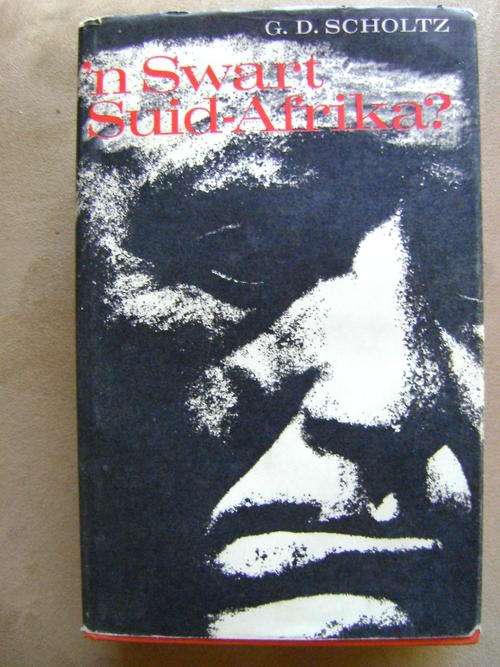 G. D. SCHOLTZ
'n Swart
Suid-Afrika?